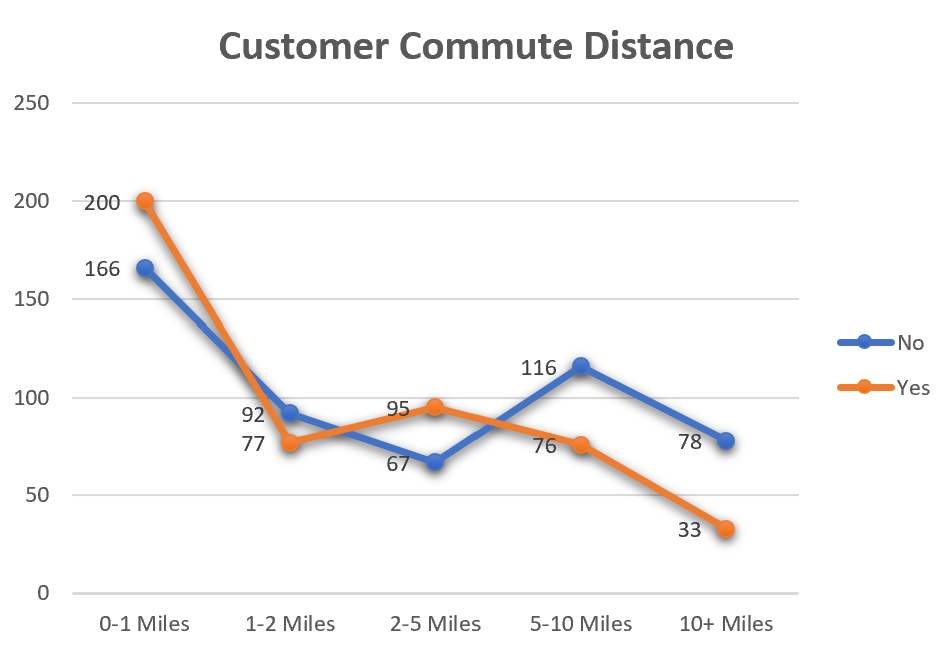 Customer Commute Distance
250
200
150
100
50
0
200
166
92
77
95
67
116
76
78
33
0-1 Miles
1-2 Miles
2-5 Miles
5-10 Miles
10+ Miles
No
Yes